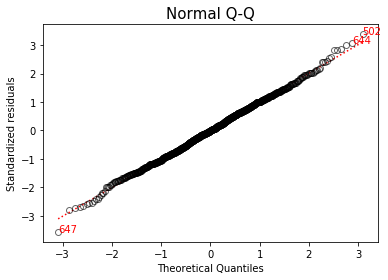 Normal Q-Q
502
644
3
2
1
0
−1
−2
−3
Standardized residuals
647
−3 −2 −1 0 1 2 3
Theoretical Quantiles